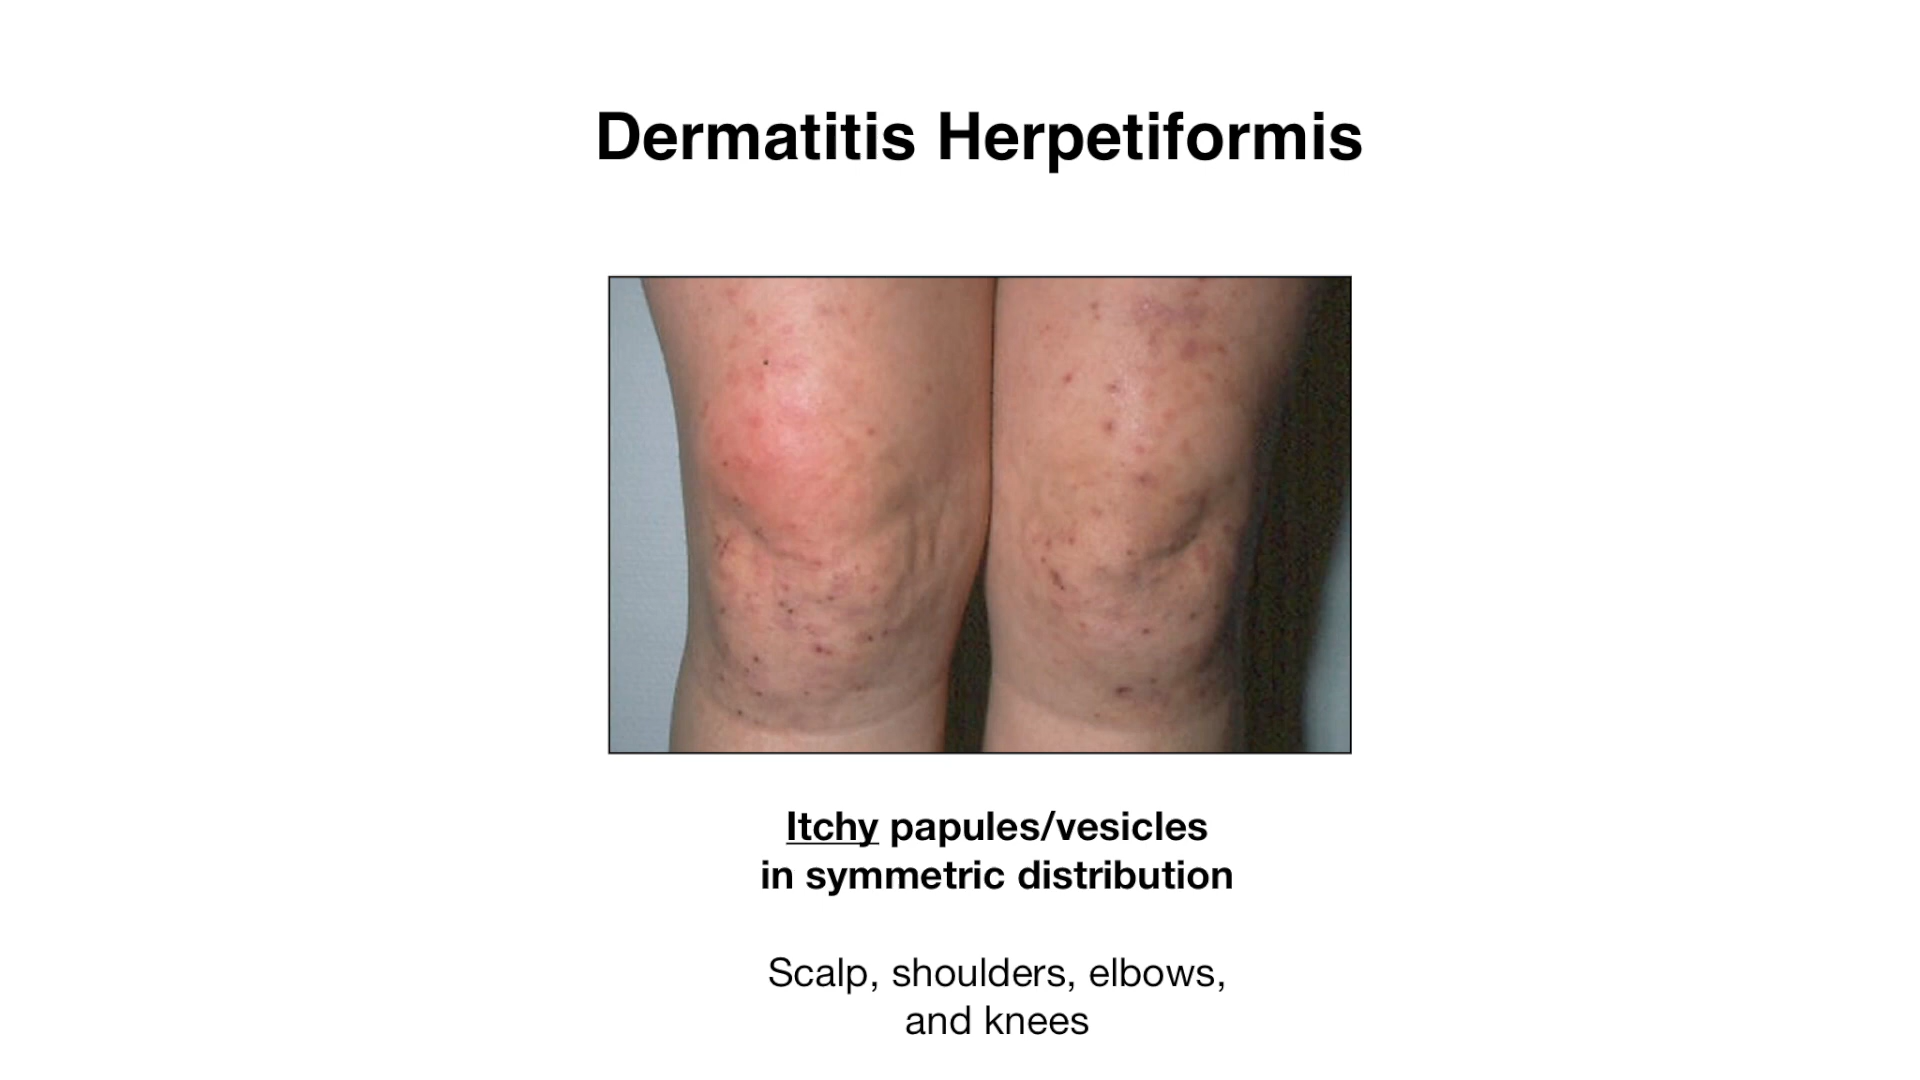 Dermatitis Herpetiformis
Itchy papules/vesicles
in symmetric distribution
Scalp, shoulders, elbows,
and knees